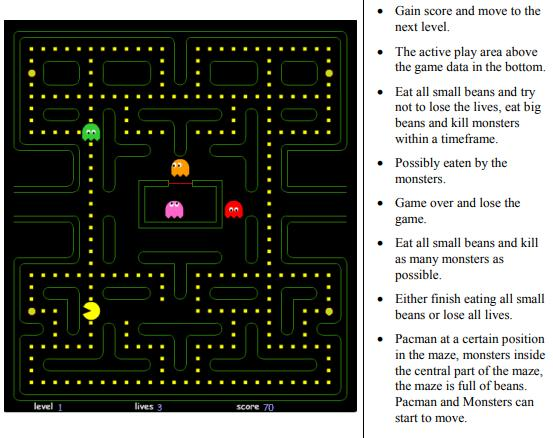 level 1 lives 3 score 70
• Gain score and move to the
next level.
• The active play area above
the game data in the bottom.
• Eat all small beans and try
not to lose the lives, eat big
beans and kill monsters
within a timeframe.
• Possibly eaten by the
monsters.
• Game over and lose the
game.
• Eat all small beans and kill
as many monsters as
possible.
• Either finish eating all small
beans or lose all lives.
• Pacman at a certain position
in the maze, monsters inside
the central part of the maze,
the maze is full of beans.
Pacman and Monsters can
start to move.